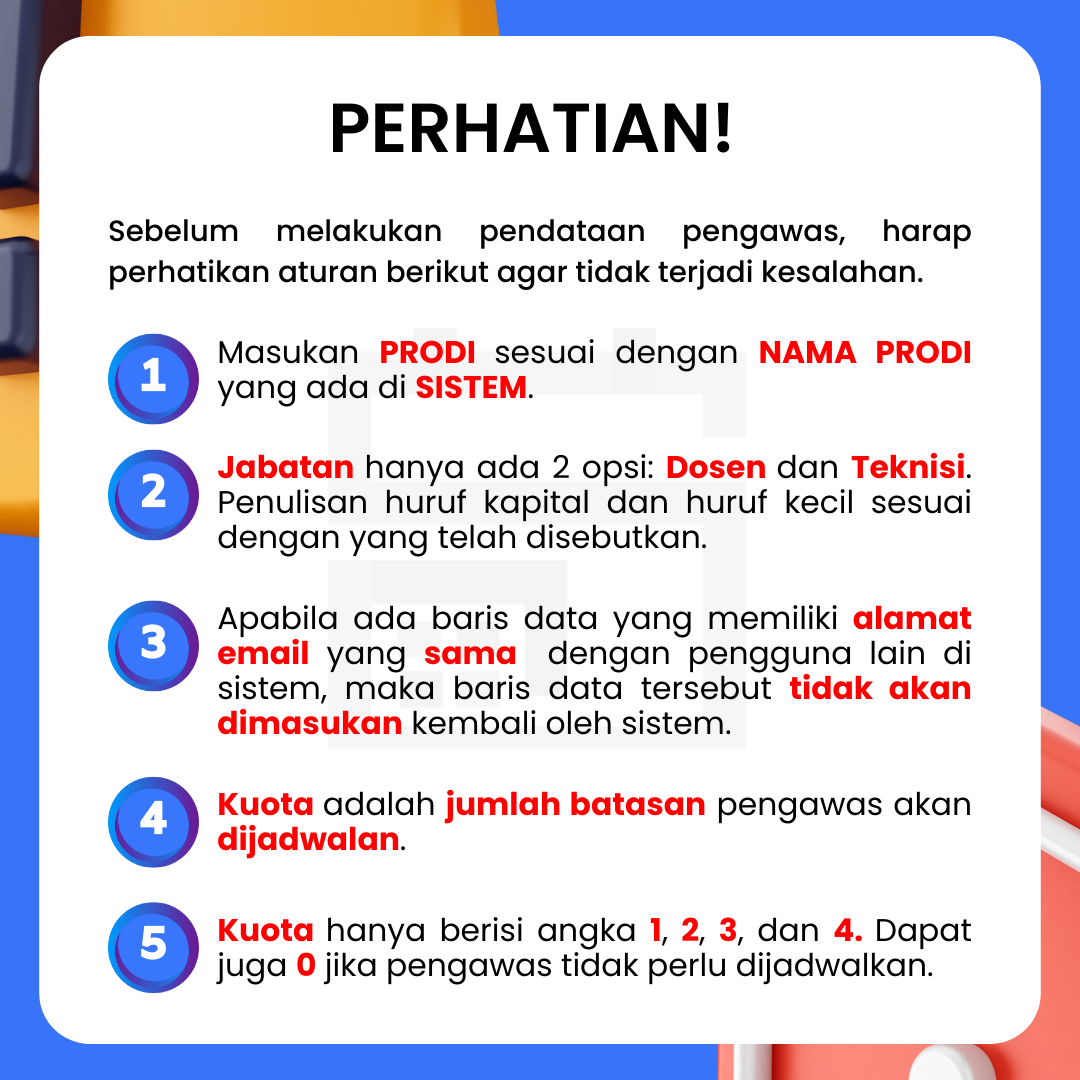 PERHATIAN!
Sebelum melakukan pendataan pengawas, harap
perhatikan aturan berikut agar tidak terjadi kesalahan.
1
Masukan PRODI sesuai dengan NAMA PRODI
yang ada di SISTEM.
2
Jabatan hanya ada 2 opsi: Dosen dan Teknisi.
Penulisan huruf kapital dan huruf kecil sesuai
dengan yang telah disebutkan.
3
Apabila ada baris data yang memiliki alamat
email yang sama dengan pengguna lain di
sistem, maka baris data tersebut tidak akan
dimasukan kembali oleh sistem.
4
Kuota adalah jumlah batasan pengawas akan
dijadwalan.
5
Kuota hanya berisi angka 1, 2, 3, dan 4. Dapat
juga 0 jika pengawas tidak perlu dijadwalkan.